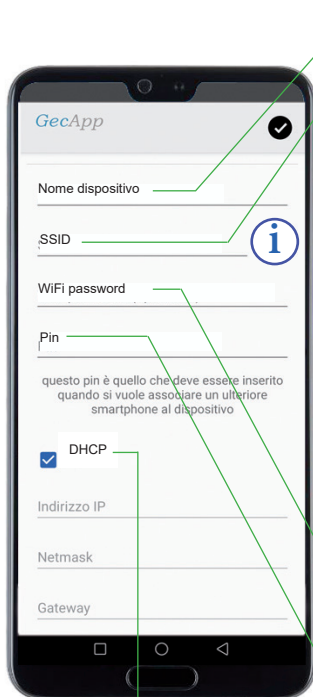 GecApp
Nome dispositivo
SSID
i
WiFi password
Pin
questo pin è quello che deve essere inserito
quando si vuole associare un ulteriore
smartphone al dispositivo
DHCP
Indirizzo IP
Netmask
Gateway